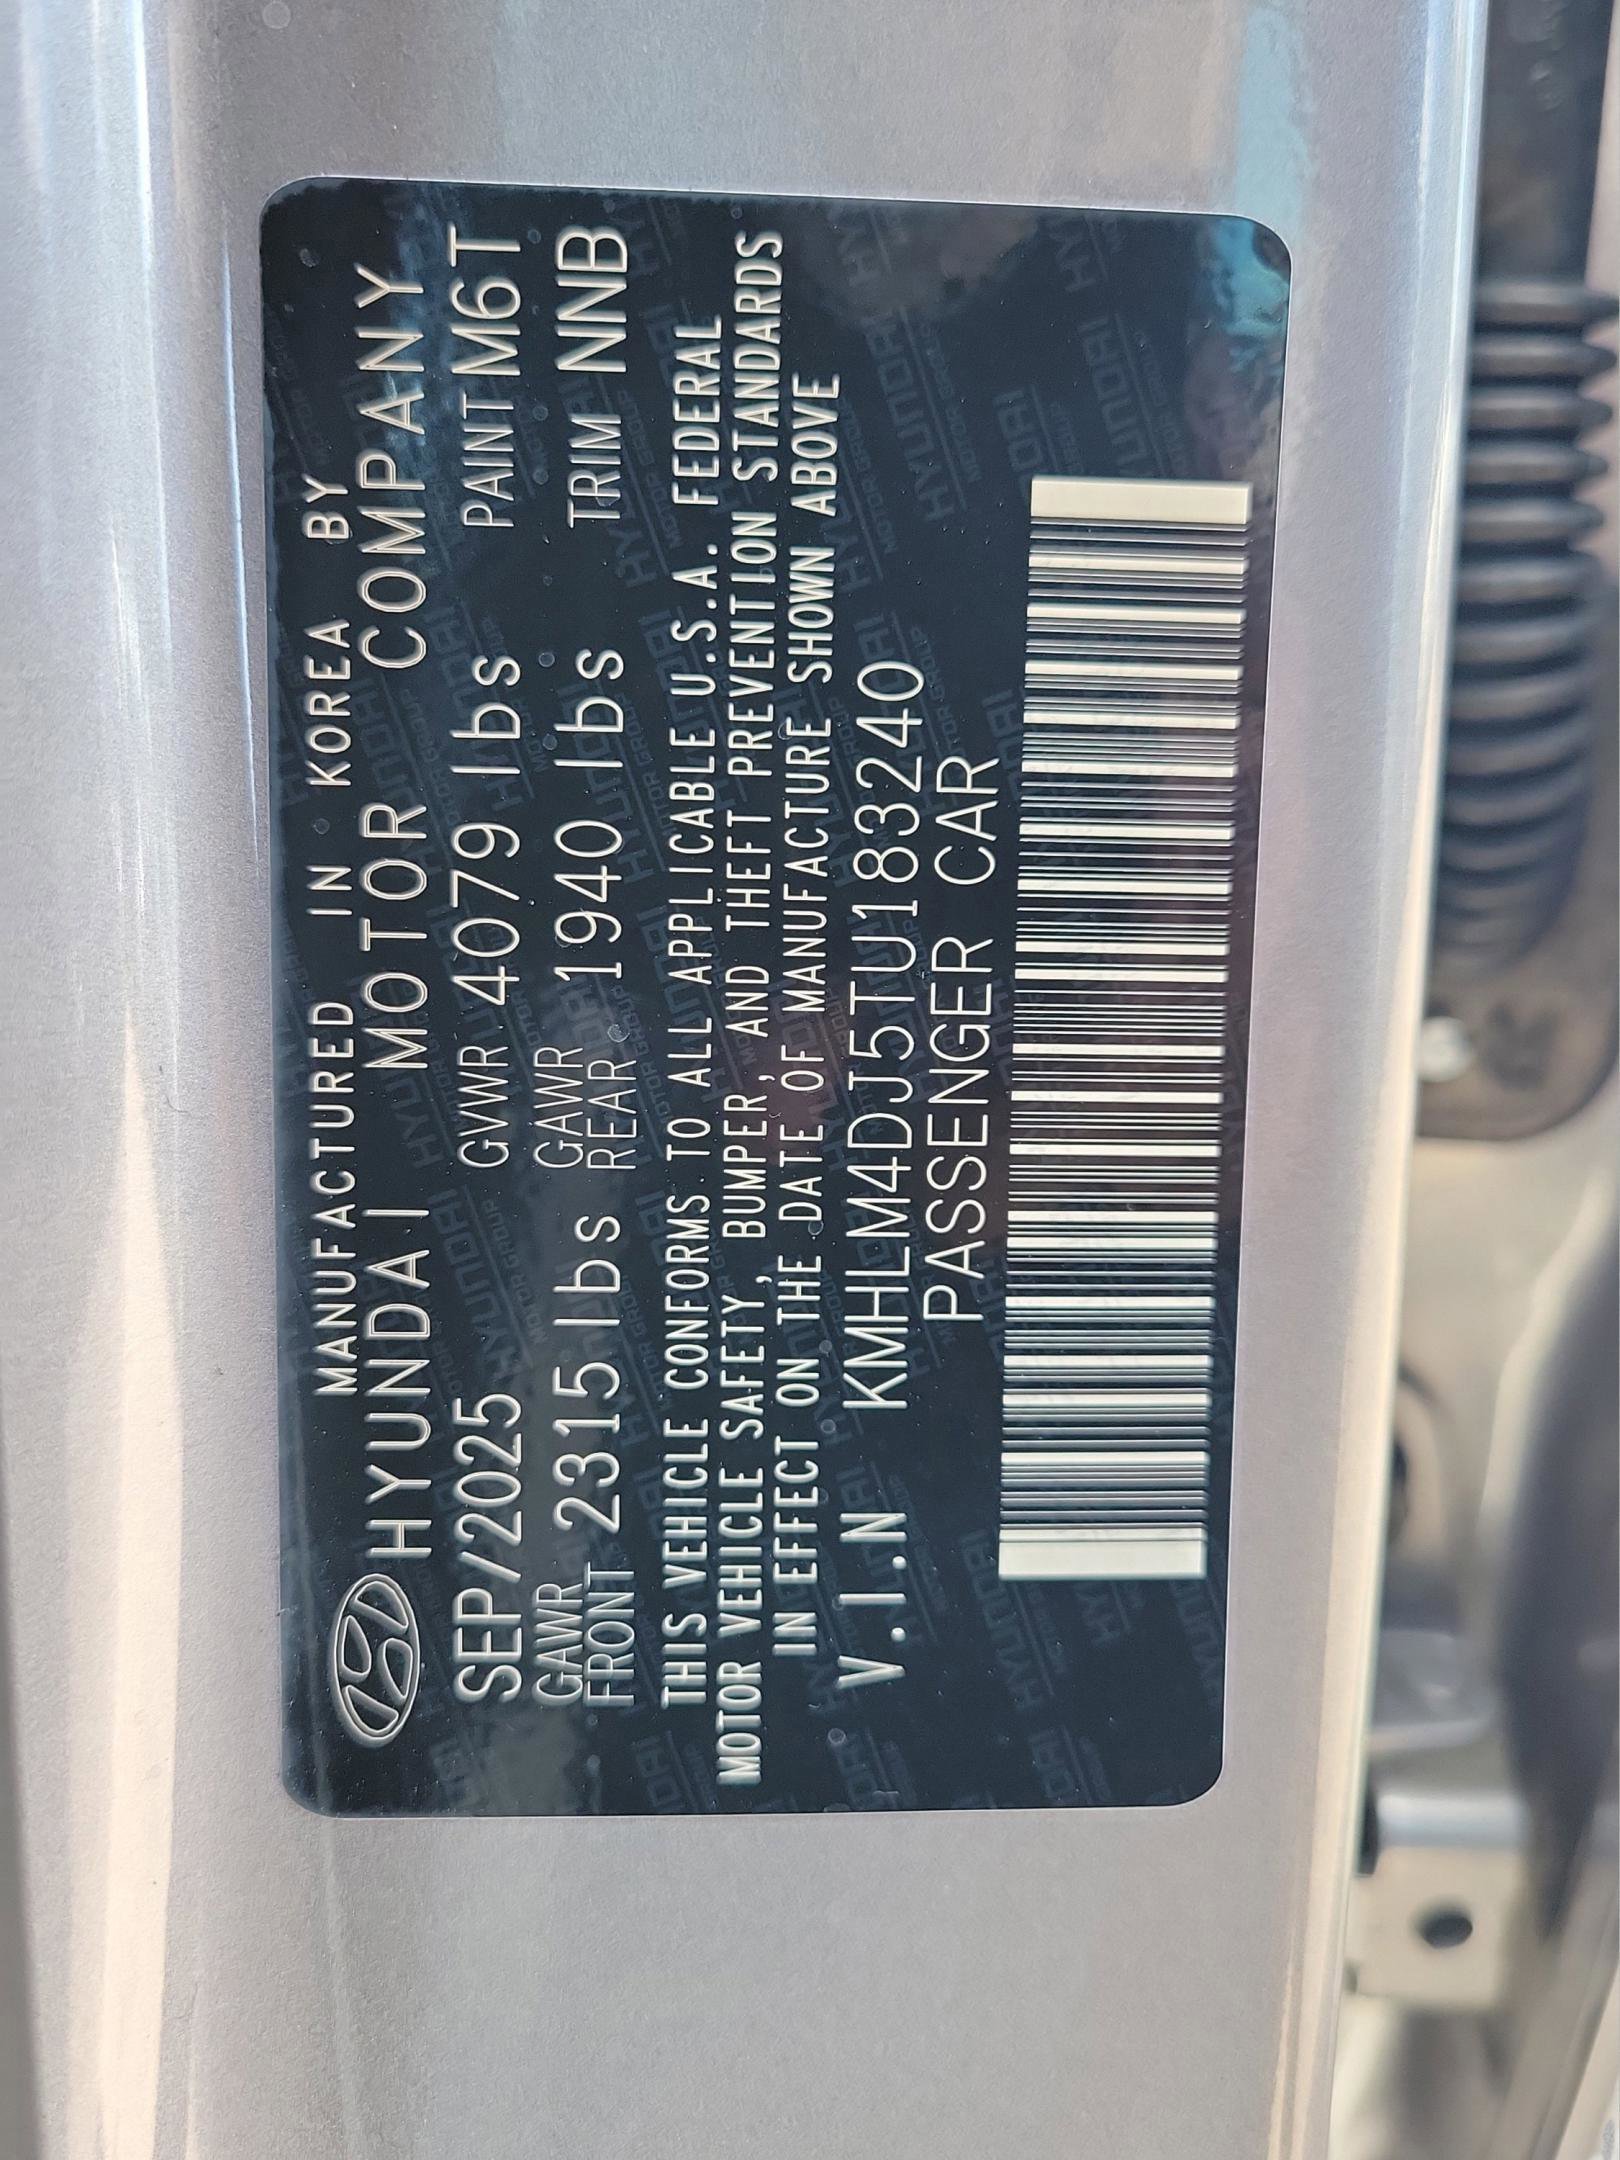 MANUFACTURED IN KOREA BY
HYUNDAI MOTOR COMPANY
SEP/2025 GVWR 4079 lbs PAINT M6T
GAWR FRONT 2315 lbs GAWR REAR 1940 lbs TRIM NNB
THIS VEHICLE CONFORMS TO ALL APPLICABLE U.S.A. FEDERAL
MOTOR VEHICLE SAFETY, BUMPER, AND THEFT PREVENTION STANDARDS
IN EFFECT ON THE DATE OF MANUFACTURE SHOWN ABOVE
V.I.N KMHLM4DJ5TU183240
PASSENGER CAR